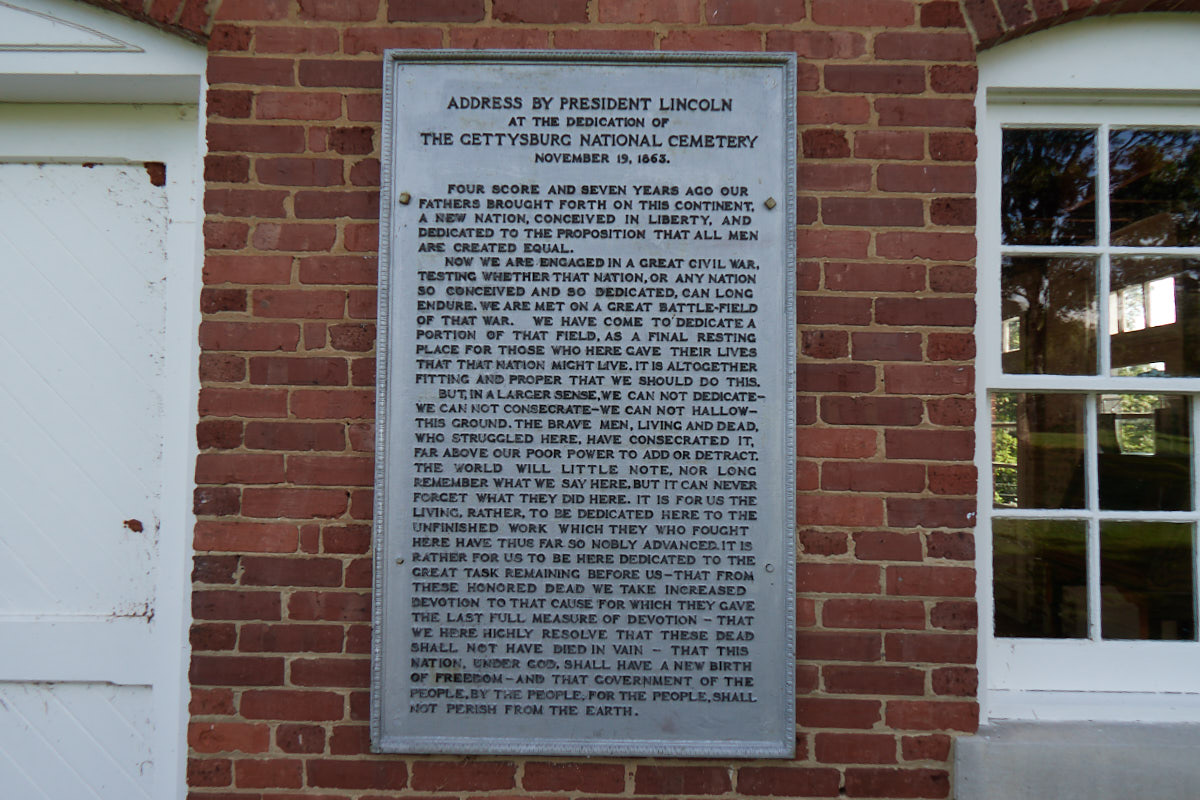 ADDRESS BY PRESIDENT LINCOLN
AT THE DEDICATION OF
THE GETTYSBURG NATIONAL CEMETERY
NOVEMBER 19, 1863.
FOUR SCORE AND SEVEN YEARS AGO OUR
FATHERS BROUGHT FORTH ON THIS CONTINENT,
A NEW NATION, CONCEIVED IN LIBERTY, AND
DEDICATED TO THE PROPOSITION THAT ALL MEN
ARE CREATED EQUAL.
NOW WE ARE ENGAGED IN A GREAT CIVIL WAR,
TESTING WHETHER THAT NATION, OR ANY NATION
SO CONCEIVED AND SO DEDICATED, CAN LONG
ENDURE. WE ARE MET ON A GREAT BATTLE-FIELD
OF THAT WAR. WE HAVE COME TO DEDICATE A
PORTION OF THAT FIELD, AS A FINAL RESTING
PLACE FOR THOSE WHO HERE GAVE THEIR LIVES
THAT THAT NATION MIGHT LIVE. IT IS ALTOGETHER
FITTING AND PROPER THAT WE SHOULD DO THIS.
BUT, IN A LARGER SENSE, WE CAN NOT DEDICATE-
WE CAN NOT CONSECRATE-WE CAN NOT HALLOW-
THIS GROUND. THE BRAVE MEN, LIVING AND DEAD,
WHO STRUGGLED HERE, HAVE CONSECRATED IT,
FAR ABOVE OUR POOR POWER TO ADD OR DETRACT.
THE WORLD WILL LITTLE NOTE, NOR LONG
REMEMBER WHAT WE SAY HERE, BUT IT CAN NEVER
FORGET WHAT THEY DID HERE. IT IS FOR US THE
LIVING, RATHER, TO BE DEDICATED HERE TO THE
UNFINISHED WORK WHICH THEY WHO FOUGHT
HERE HAVE THUS FAR SO NOBLY ADVANCED. IT IS
RATHER FOR US TO BE HERE DEDICATED TO THE
GREAT TASK REMAINING BEFORE US-THAT FROM
THESE HONORED DEAD WE TAKE INCREASED
DEVOTION TO THAT CAUSE FOR WHICH THEY GAVE
THE LAST FULL MEASURE OF DEVOTION - THAT
WE HERE HIGHLY RESOLVE THAT THESE DEAD
SHALL NOT HAVE DIED IN VAIN - THAT THIS
NATION, UNDER GOD, SHALL HAVE A NEW BIRTH
OF FREEDOM-AND THAT GOVERNMENT OF THE
PEOPLE, BY THE PEOPLE, FOR THE PEOPLE, SHALL
NOT PERISH FROM THE EARTH.